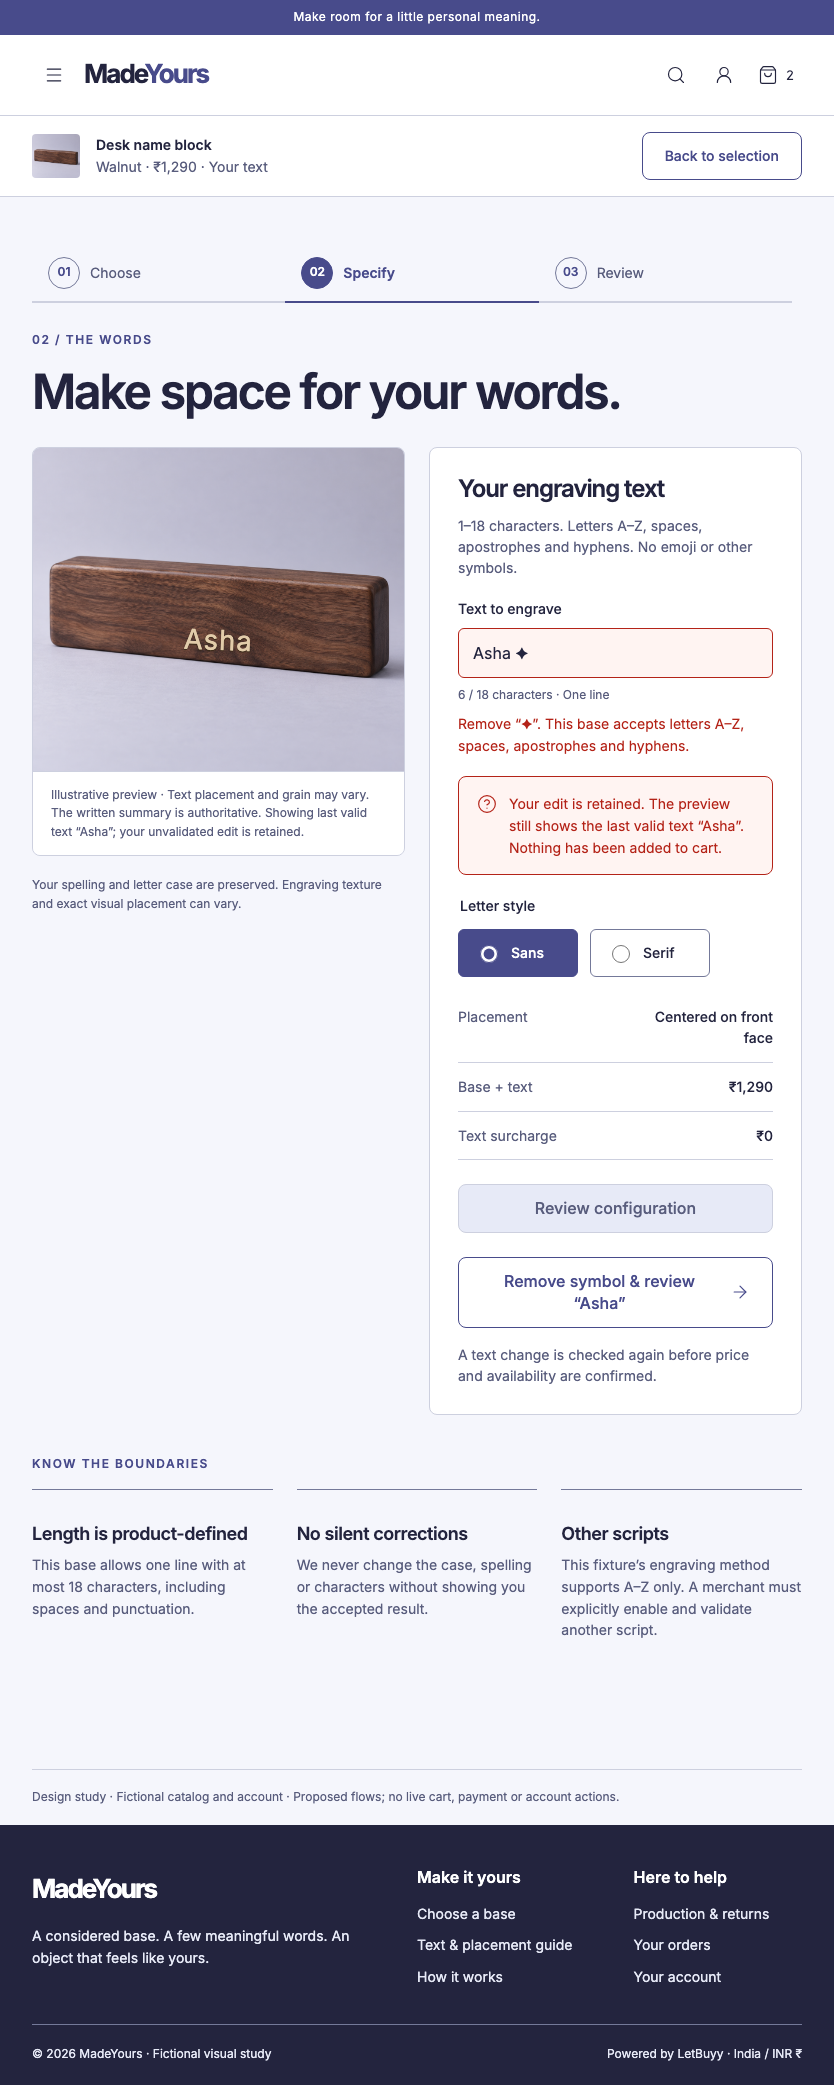 Make room for a little personal meaning.
MadeYours
2
Desk name block
Walnut · ₹1,290 · Your text
Back to selection
01 Choose
02 Specify
03 Review
02 / THE WORDS
Make space for your words.
Asha
Illustrative preview · Text placement and grain may vary.
The written summary is authoritative. Showing last valid
text “Asha”; your unvalidated edit is retained.
Your spelling and letter case are preserved. Engraving texture
and exact visual placement can vary.
Your engraving text
1–18 characters. Letters A–Z, spaces,
apostrophes and hyphens. No emoji or other
symbols.
Text to engrave
Asha ✦
6 / 18 characters · One line
Remove “✦”. This base accepts letters A–Z,
spaces, apostrophes and hyphens.
Your edit is retained. The preview
still shows the last valid text “Asha”.
Nothing has been added to cart.
Letter style
Sans
Serif
Placement Centered on front
face
Base + text ₹1,290
Text surcharge ₹0
Review configuration
Remove symbol & review
“Asha”
A text change is checked again before price
and availability are confirmed.
KNOW THE BOUNDARIES
Length is product-defined
This base allows one line with at
most 18 characters, including
spaces and punctuation.
No silent corrections
We never change the case, spelling
or characters without showing you
the accepted result.
Other scripts
This fixture’s engraving method
supports A–Z only. A merchant must
explicitly enable and validate
another script.
Design study · Fictional catalog and account · Proposed flows; no live cart, payment or account actions.
MadeYours
A considered base. A few meaningful words. An
object that feels like yours.
Make it yours
Choose a base
Text & placement guide
How it works
Here to help
Production & returns
Your orders
Your account
© 2026 MadeYours · Fictional visual study
Powered by LetBuyy · India / INR ₹